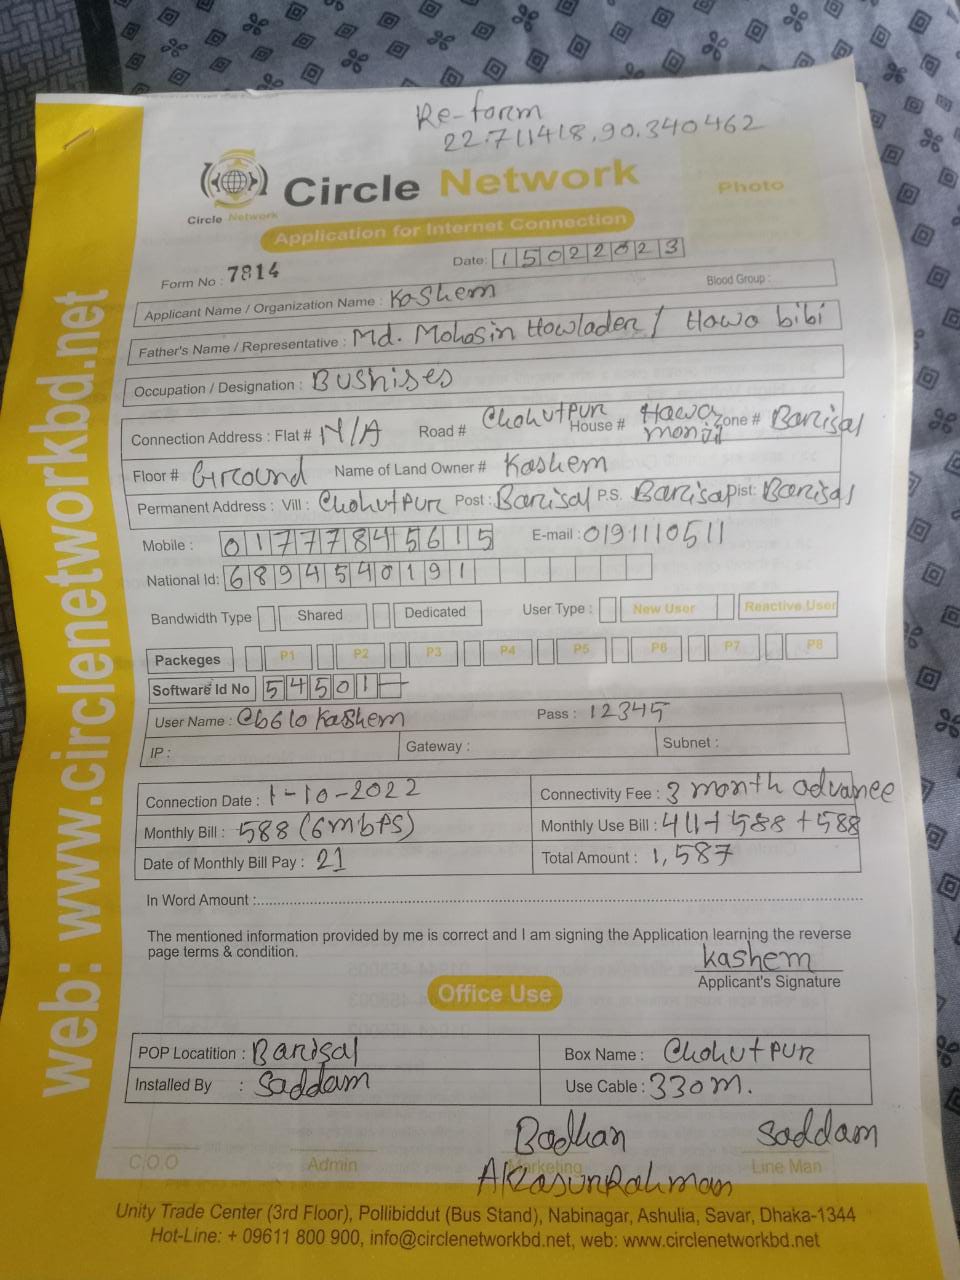 Re-form
22.711418,90.340462
Circle Network
Circle Network
Photo
Application for Internet Connection
Form No : 7814
Date: 15022023
Blood Group :
Applicant Name / Organization Name : Kashem
Father's Name / Representative : Md. Mohasin Howlader / Hawa bibi
Occupation / Designation : Bushises
Connection Address : Flat # N/A Road # Chohutpur House # Hawa monzil Zone # Barisal
Floor # Ground Name of Land Owner # Kashem
Permanent Address : Vill : Chohutpur Post : Barisal P.S. Barisal Dist: Barisal
Mobile : 01777845615 E-mail : 0191110511
National Id: 6894540191
Bandwidth Type Shared Dedicated User Type : New User Reactive User
Packeges P1 P2 P3 P4 P5 P6 P7 P8
Software Id No 54501
User Name : Kashem Pass : 12345
IP : Gateway : Subnet :
Connection Date : 1-10-2022 Connectivity Fee : 3 month advance
Monthly Bill : 588 (6mbps) Monthly Use Bill : 411+588+588
Date of Monthly Bill Pay : 21 Total Amount : 1,587
In Word Amount :
The mentioned information provided by me is correct and I am signing the Application learning the reverse
page terms & condition.
kashem
Applicant's Signature
Office Use
POP Locatition : Barisal Box Name : Chohutpur
Installed By : Saddam Use Cable : 330m.
Badhan Saddam
C.O.O Admin Marketing Line Man
Unity Trade Center (3rd Floor), Pollibiddut (Bus Stand), Nabinagar, Ashulia, Savar, Dhaka-1344
Hot-Line: + 09611 800 900, info@circlenetworkbd.net, web: www.circlenetworkbd.net
web: www.circlenetworkbd.net